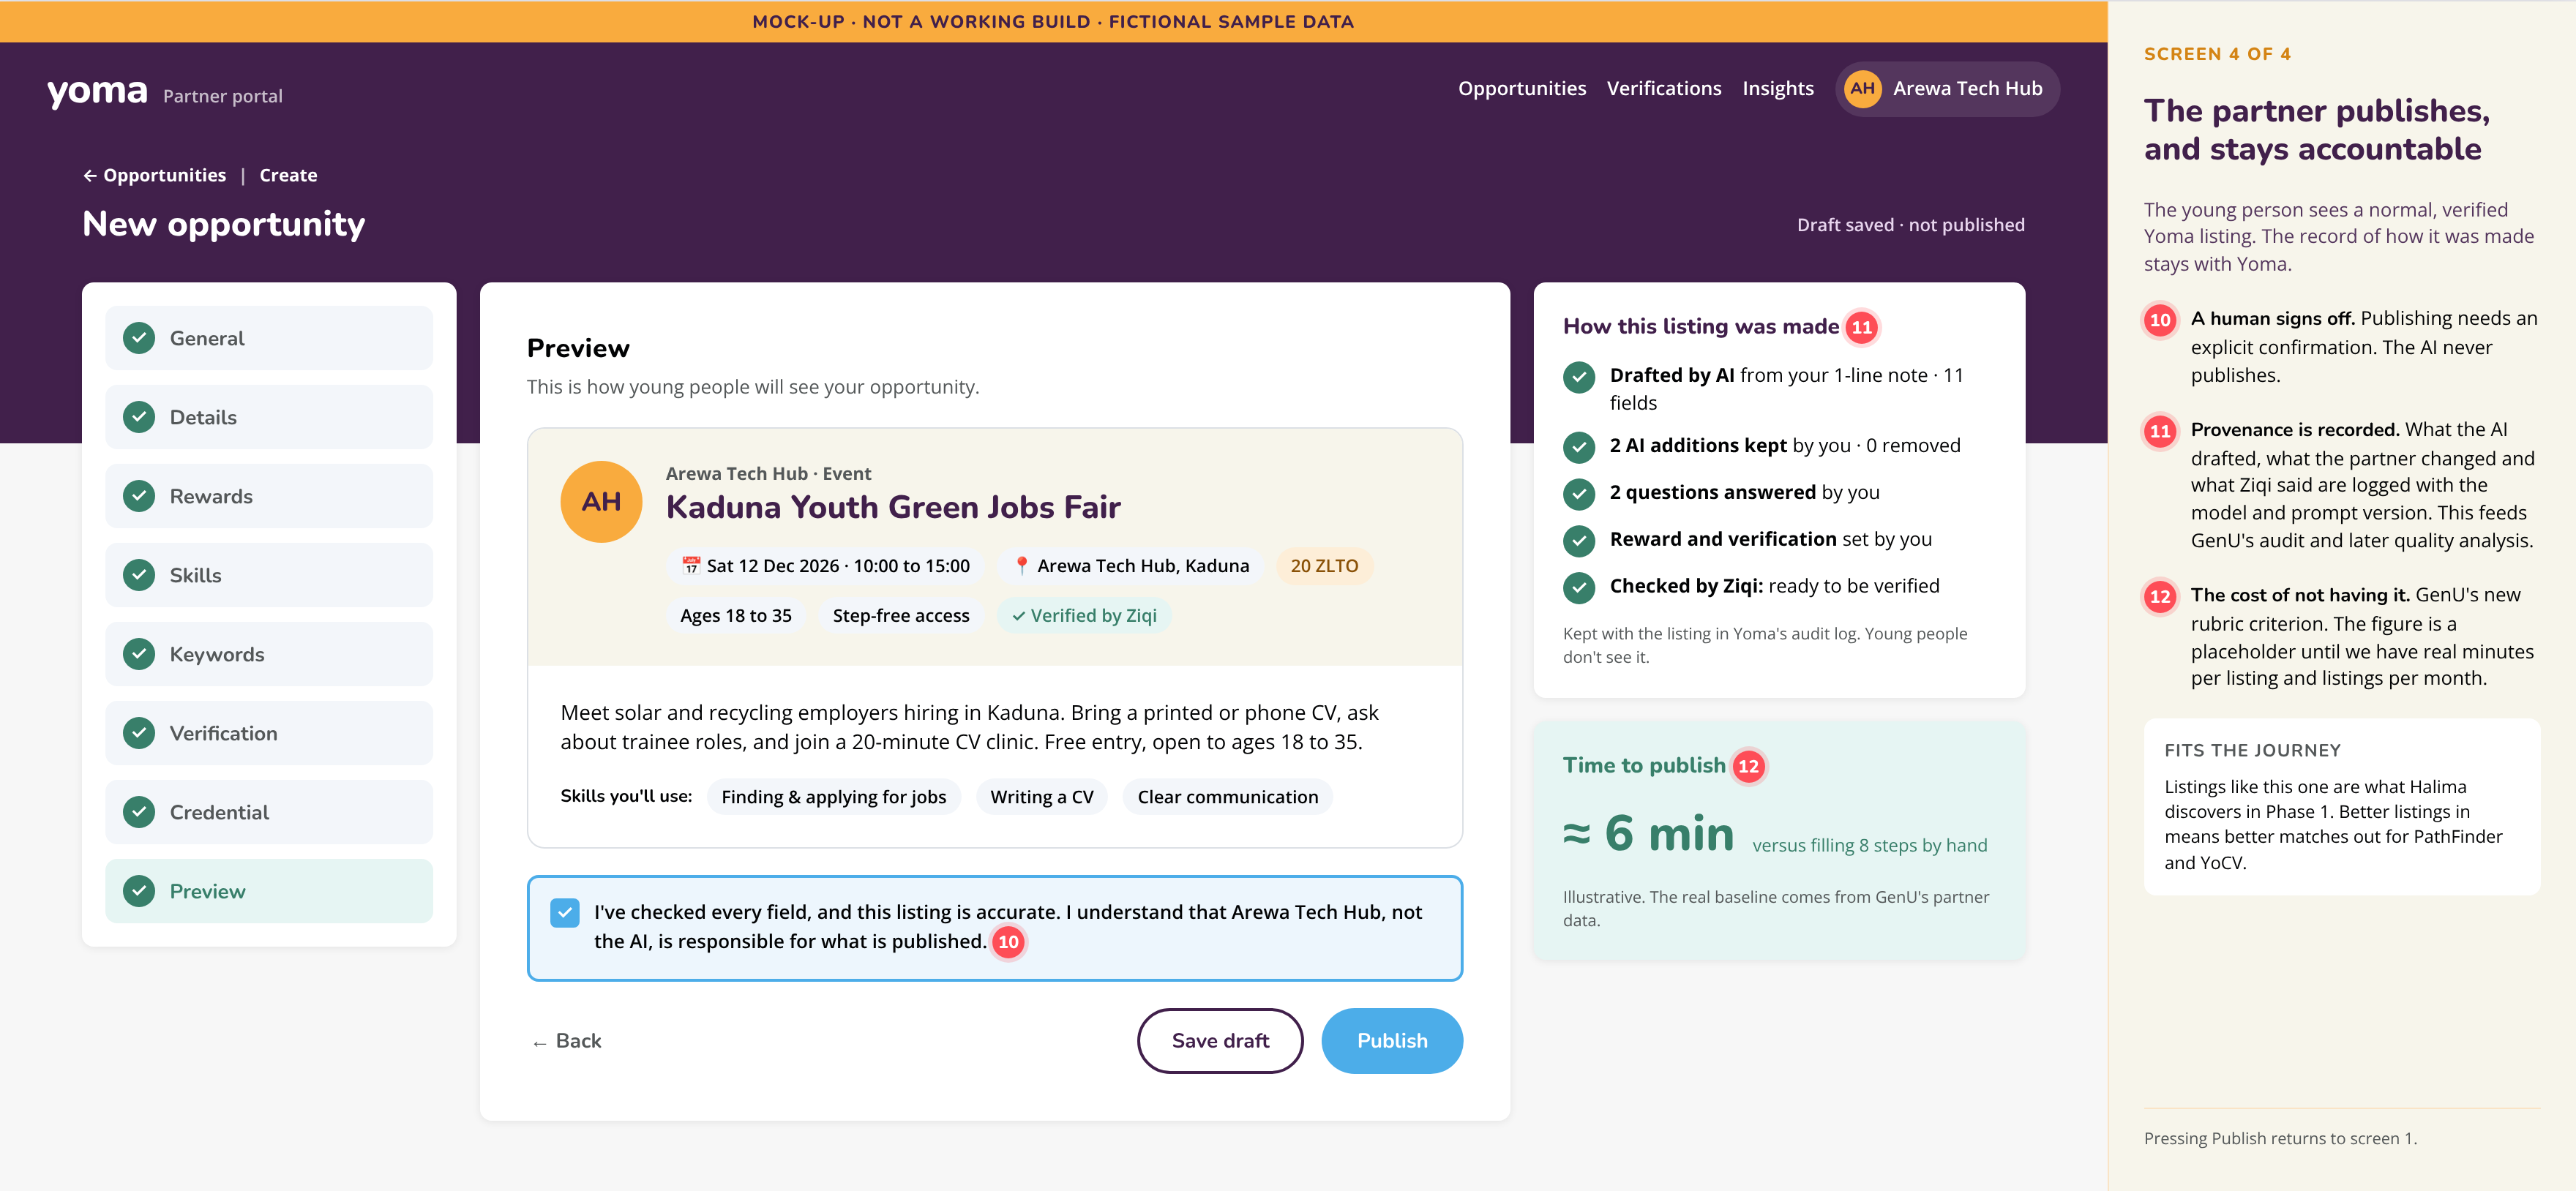 MOCK-UP · NOT A WORKING BUILD · FICTIONAL SAMPLE DATA
yoma Partner portal
Opportunities Verifications Insights AH Arewa Tech Hub
← Opportunities | Create
New opportunity
Draft saved · not published
General
Details
Rewards
Skills
Keywords
Verification
Credential
Preview
Preview
This is how young people will see your opportunity.
AH
Arewa Tech Hub · Event
Kaduna Youth Green Jobs Fair
📅 Sat 12 Dec 2026 · 10:00 to 15:00 📍 Arewa Tech Hub, Kaduna 20 ZLTO
Ages 18 to 35 Step-free access ✓ Verified by Ziqi
Meet solar and recycling employers hiring in Kaduna. Bring a printed or phone CV, ask
about trainee roles, and join a 20-minute CV clinic. Free entry, open to ages 18 to 35.
Skills you'll use: Finding & applying for jobs Writing a CV Clear communication
I've checked every field, and this listing is accurate. I understand that Arewa Tech Hub, not
the AI, is responsible for what is published. 10
← Back Save draft Publish
How this listing was made 11
Drafted by AI from your 1-line note · 11
fields
2 AI additions kept by you · 0 removed
2 questions answered by you
Reward and verification set by you
Checked by Ziqi: ready to be verified
Kept with the listing in Yoma's audit log. Young people
don't see it.
Time to publish 12
≈ 6 min versus filling 8 steps by hand
Illustrative. The real baseline comes from GenU's partner
data.
SCREEN 4 OF 4
The partner publishes,
and stays accountable
The young person sees a normal, verified
Yoma listing. The record of how it was made
stays with Yoma.
10 A human signs off. Publishing needs an
explicit confirmation. The AI never
publishes.
11 Provenance is recorded. What the AI
drafted, what the partner changed and
what Ziqi said are logged with the
model and prompt version. This feeds
GenU's audit and later quality analysis.
12 The cost of not having it. GenU's new
rubric criterion. The figure is a
placeholder until we have real minutes
per listing and listings per month.
FITS THE JOURNEY
Listings like this one are what Halima
discovers in Phase 1. Better listings in
means better matches out for PathFinder
and YoCV.
Pressing Publish returns to screen 1.